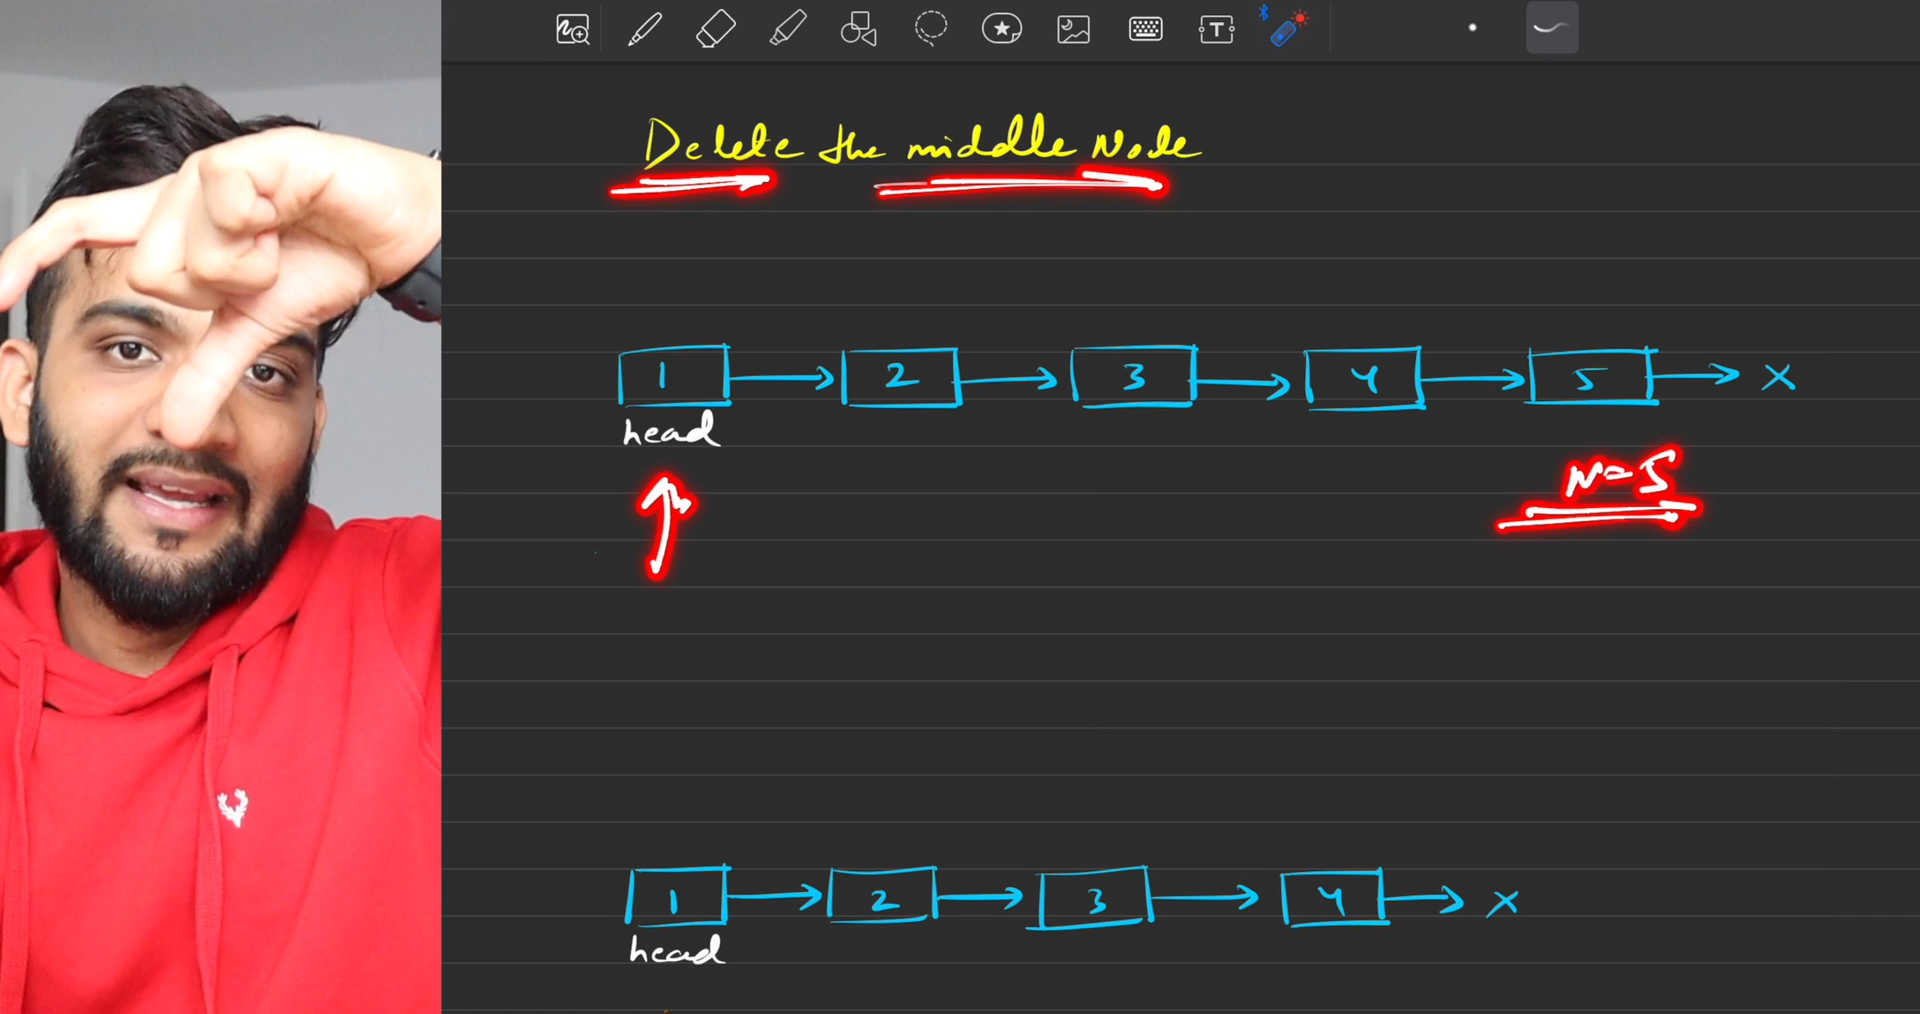 T
Delete the middle Node
1 2 3 4 5 X
head
N=5
1 2 3 4 X
head